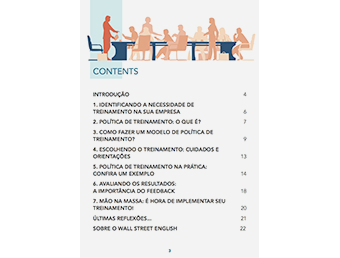 CONTENTS
INTRODUÇÃO 4
1. IDENTIFICANDO A NECESSIDADE DE
TREINAMENTO NA SUA EMPRESA 6
2. POLÍTICA DE TREINAMENTO: O QUE É? 7
3. COMO FAZER UM MODELO DE POLÍTICA DE
TREINAMENTO? 9
4. ESCOLHENDO O TREINAMENTO: CUIDADOS E
ORIENTAÇÕES 13
5. POLÍTICA DE TREINAMENTO NA PRÁTICA:
CONFIRA UM EXEMPLO 14
6. AVALIANDO OS RESULTADOS:
A IMPORTÂNCIA DO FEEDBACK 18
7. MÃO NA MASSA: É HORA DE IMPLEMENTAR SEU
TREINAMENTO! 20
ÚLTIMAS REFLEXÕES... 21
SOBRE O WALL STREET ENGLISH 22
3